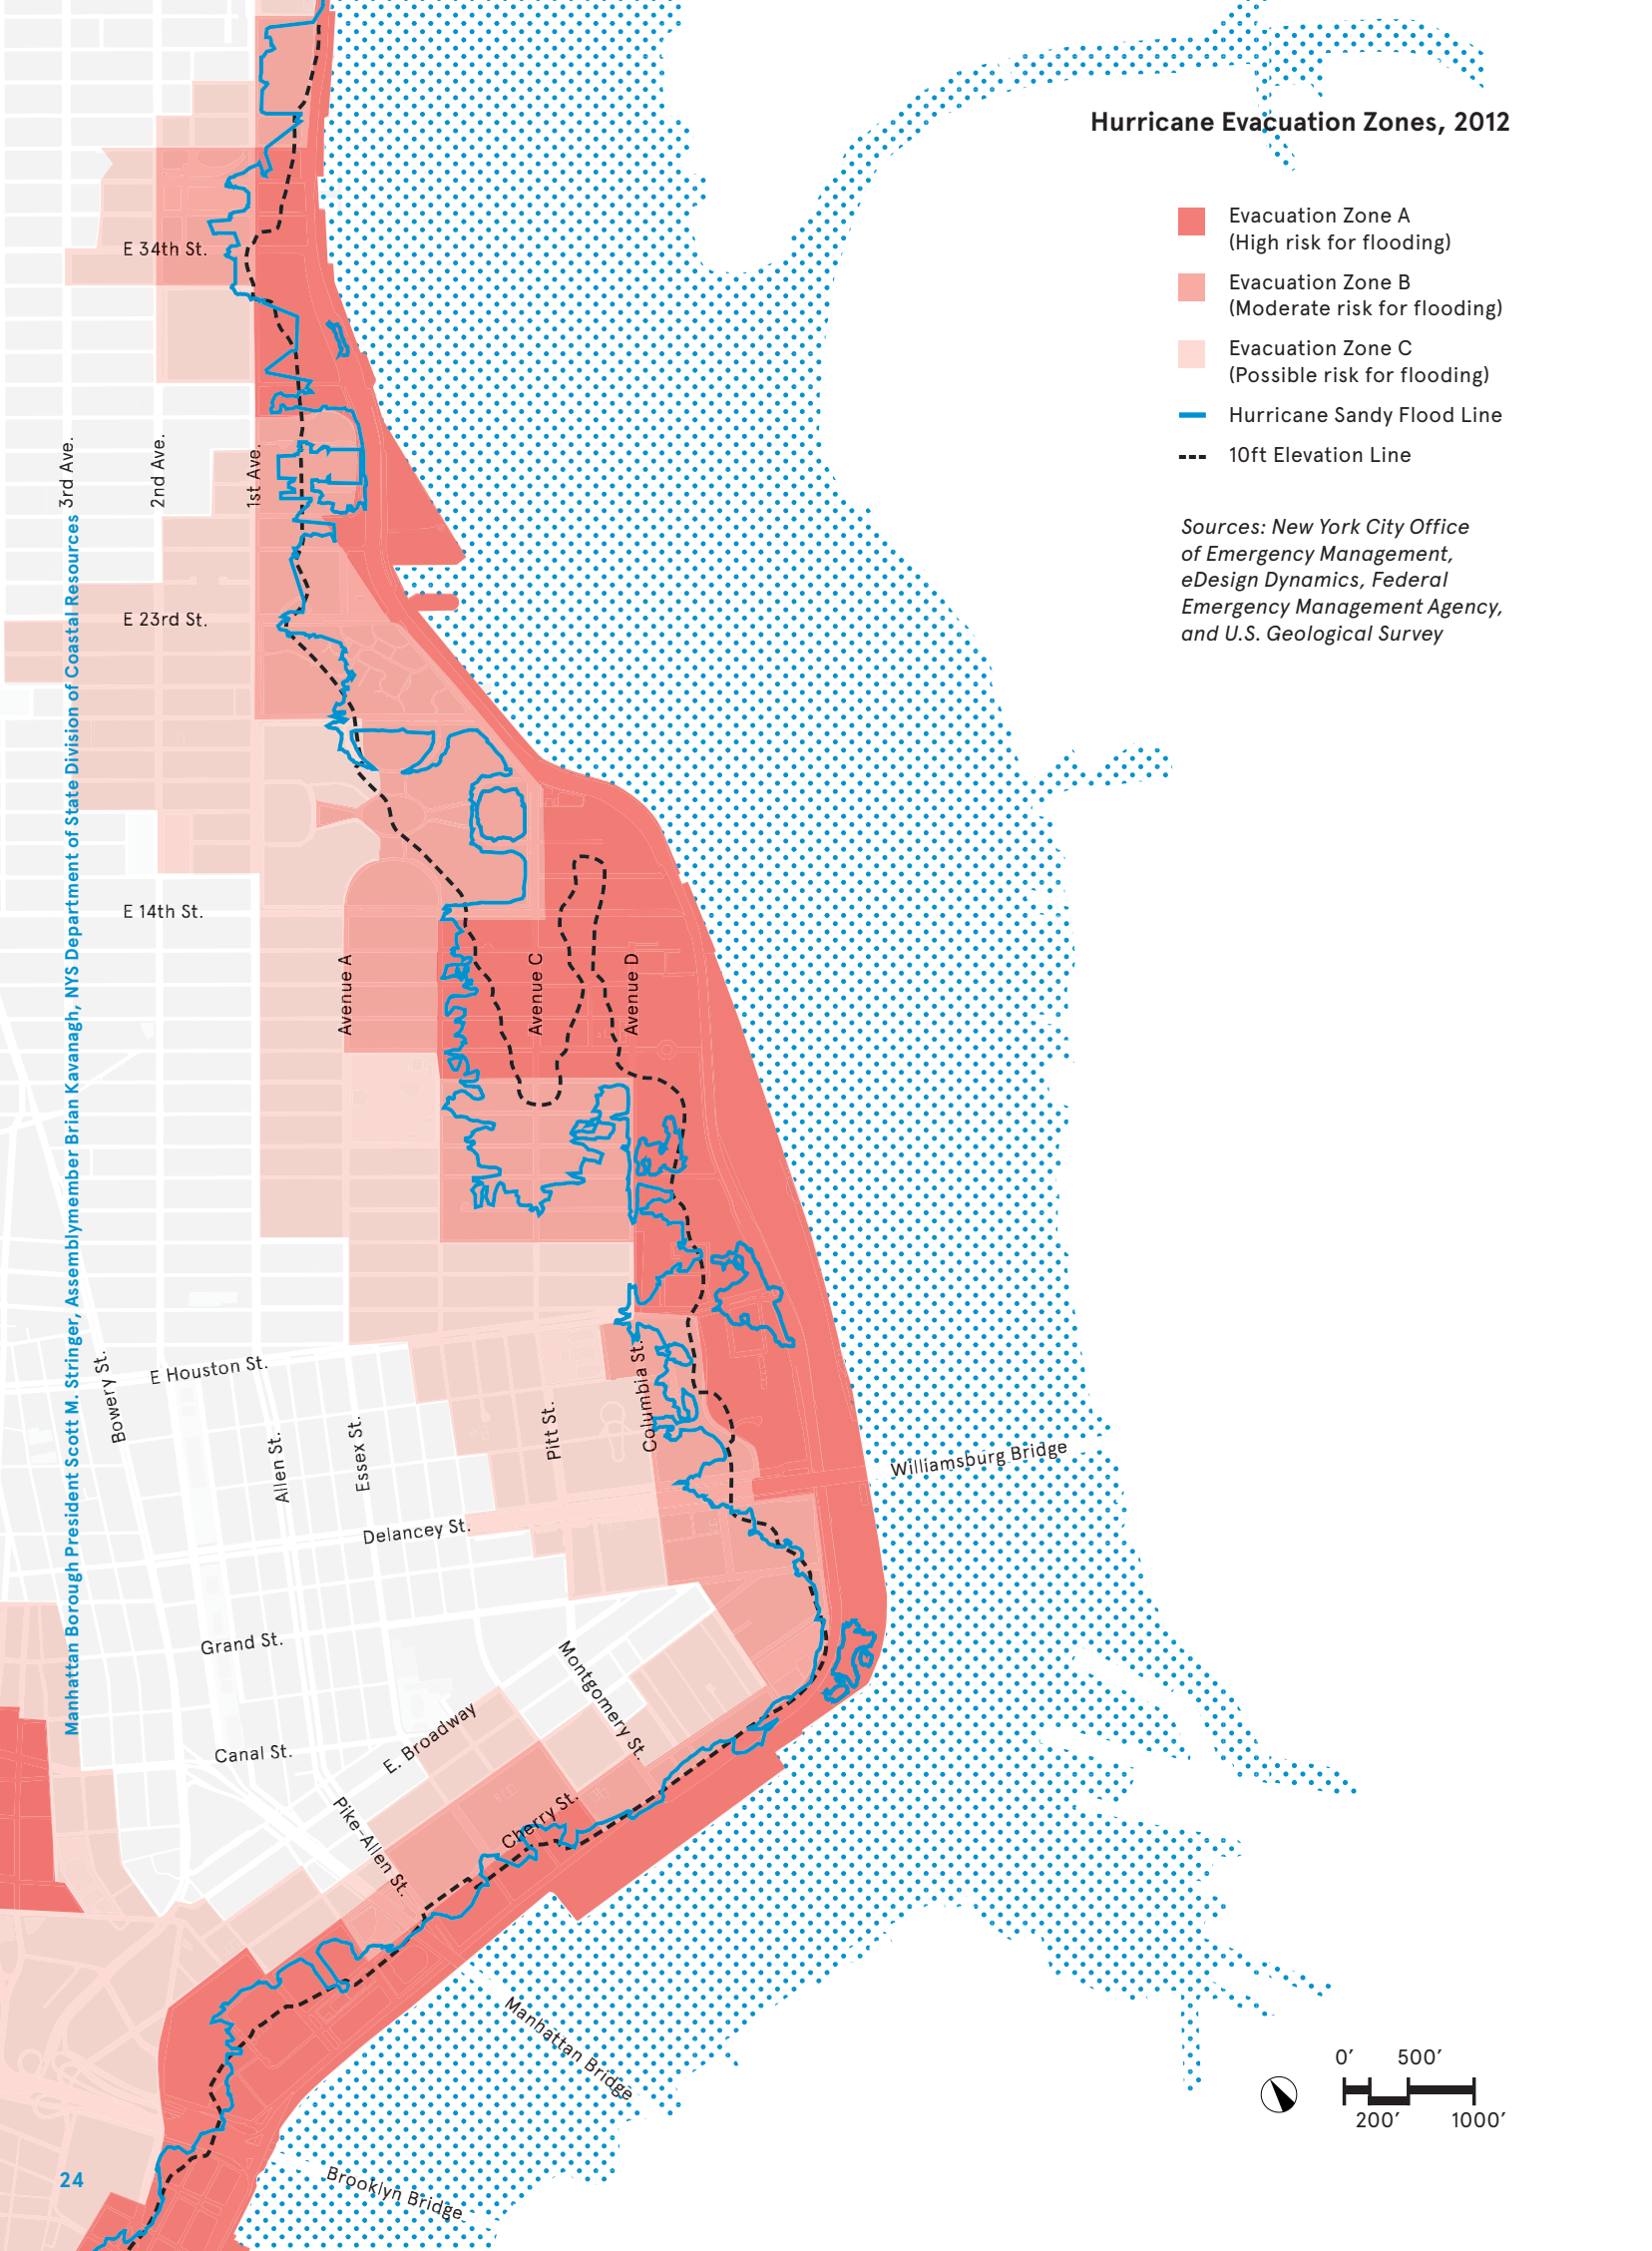 Hurricane Evacuation Zones, 2012
Evacuation Zone A
(High risk for flooding)
Evacuation Zone B
(Moderate risk for flooding)
Evacuation Zone C
(Possible risk for flooding)
Hurricane Sandy Flood Line
10ft Elevation Line
Sources: New York City Office
of Emergency Management,
eDesign Dynamics, Federal
Emergency Management Agency,
and U.S. Geological Survey
E 34th St.
3rd Ave.
2nd Ave.
1st Ave.
E 23rd St.
E 14th St.
Avenue A
Avenue C
Avenue D
E Houston St.
Bowery St.
Allen St.
Essex St.
Pitt St.
Columbia St.
Williamsburg Bridge
Delancey St.
Grand St.
Montgomery St.
Canal St.
E. Broadway
Pike-Allen St.
Cherry St.
Manhattan Bridge
Brooklyn Bridge
0′ 500′
200′ 1000′
Manhattan Borough President Scott M. Stringer, Assemblymember Brian Kavanagh, NYS Department of State Division of Coastal Resources
24